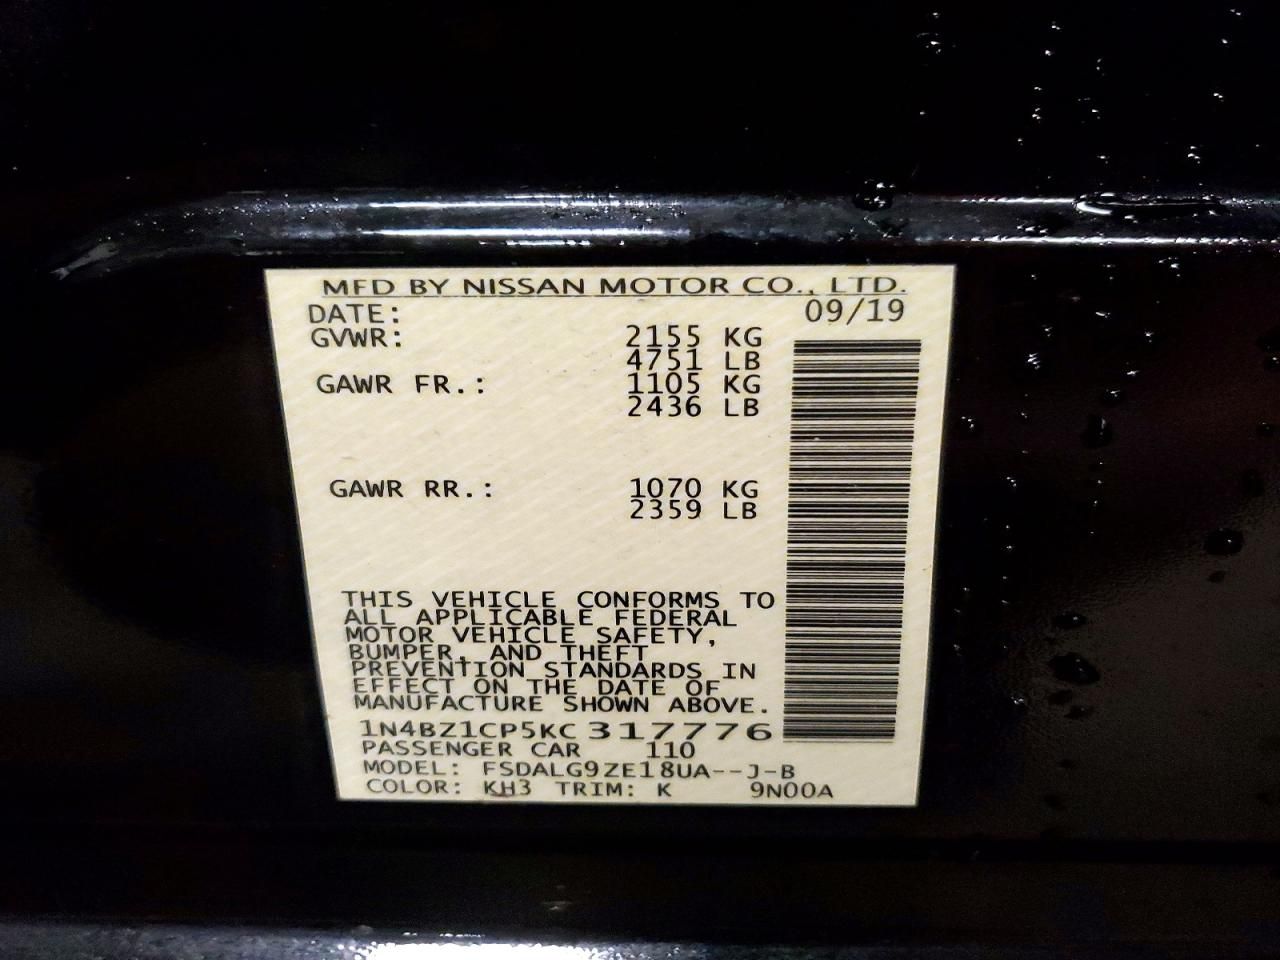 MFD BY NISSAN MOTOR CO., LTD.
DATE: 09/19
GVWR: 2155 KG
4751 LB
GAWR FR.: 1105 KG
2436 LB
GAWR RR.: 1070 KG
2359 LB
THIS VEHICLE CONFORMS TO
ALL APPLICABLE FEDERAL
MOTOR VEHICLE SAFETY,
BUMPER, AND THEFT
PREVENTION STANDARDS IN
EFFECT ON THE DATE OF
MANUFACTURE SHOWN ABOVE.
1N4BZ1CP5KC317776
PASSENGER CAR 110
MODEL: FSDALG9ZE18UA--J-B
COLOR: KH3 TRIM: K 9N00A